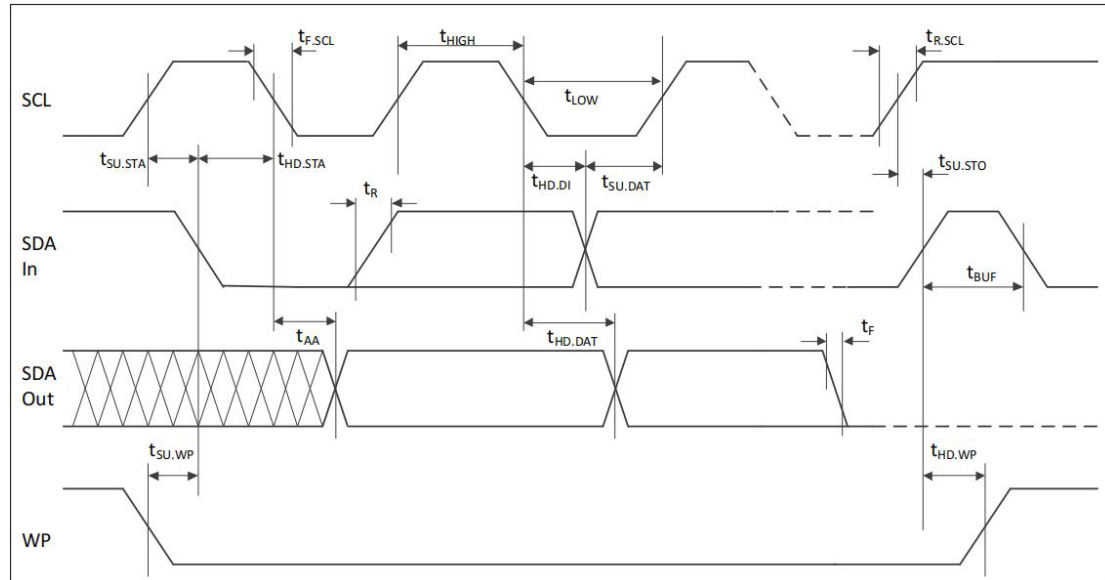 tF.SCL
tHIGH
tR.SCL
SCL
tLOW
tSU.STA
tHD.STA
tHD.DI
tSU.DAT
tSU.STO
tR
SDA
In
tBUF
tAA
tHD.DAT
tF
SDA
Out
tSU.WP
tHD.WP
WP